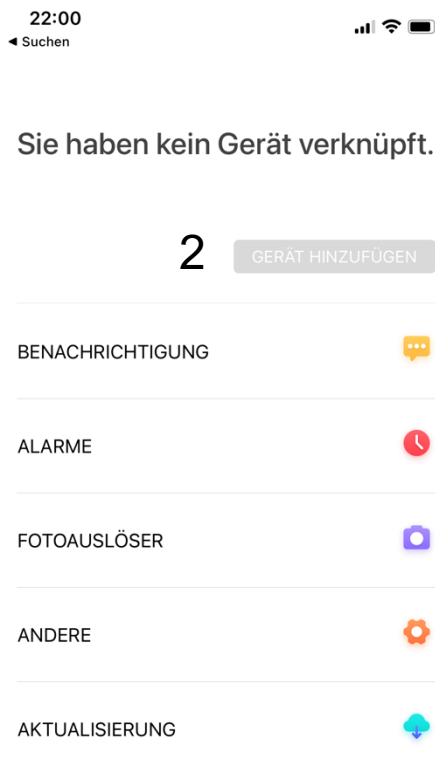 22:00
◀ Suchen
Sie haben kein Gerät verknüpft.
2 GERÄT HINZUFÜGEN
BENACHRICHTIGUNG
ALARME
FOTOAUSLÖSER
ANDERE
AKTUALISIERUNG